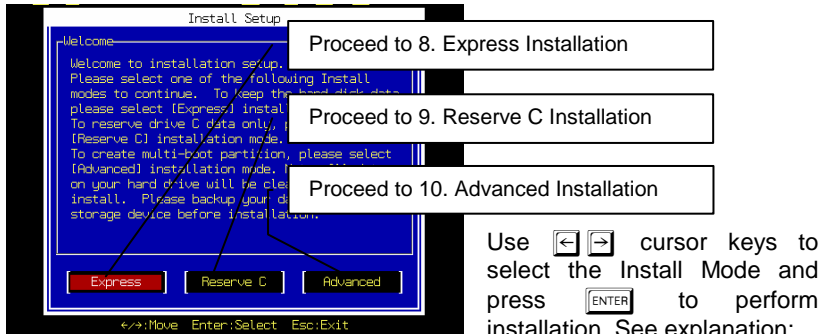 Install Setup
Welcome
Welcome to installation setup.
Please select one of the following Install
modes to continue. To keep the hard disk data
please select [Express] instal
To reserve drive C data only,
[Reserve C] installation mode.
To create multi-boot partition, please select
[Advanced] installation mode.
on your hard drive will be clea
install. Please backup your da
storage device before installation.
Express Reserve C Advanced
←/→:Move Enter:Select Esc:Exit
Proceed to 8. Express Installation
Proceed to 9. Reserve C Installation
Proceed to 10. Advanced Installation
Use ← → cursor keys to
select the Install Mode and
press ENTER to perform
installation. See explanation: